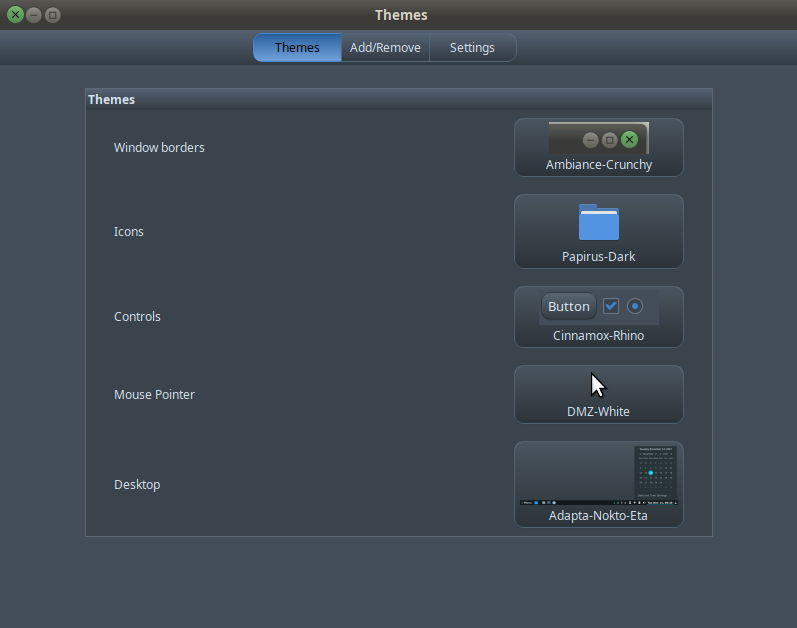 Themes
Themes
Add/Remove
Settings
Themes
Window borders
Ambiance-Crunchy
Icons
Papirus-Dark
Controls
Button
Cinnamox-Rhino
Mouse Pointer
DMZ-White
Desktop
Adapta-Nokto-Eta